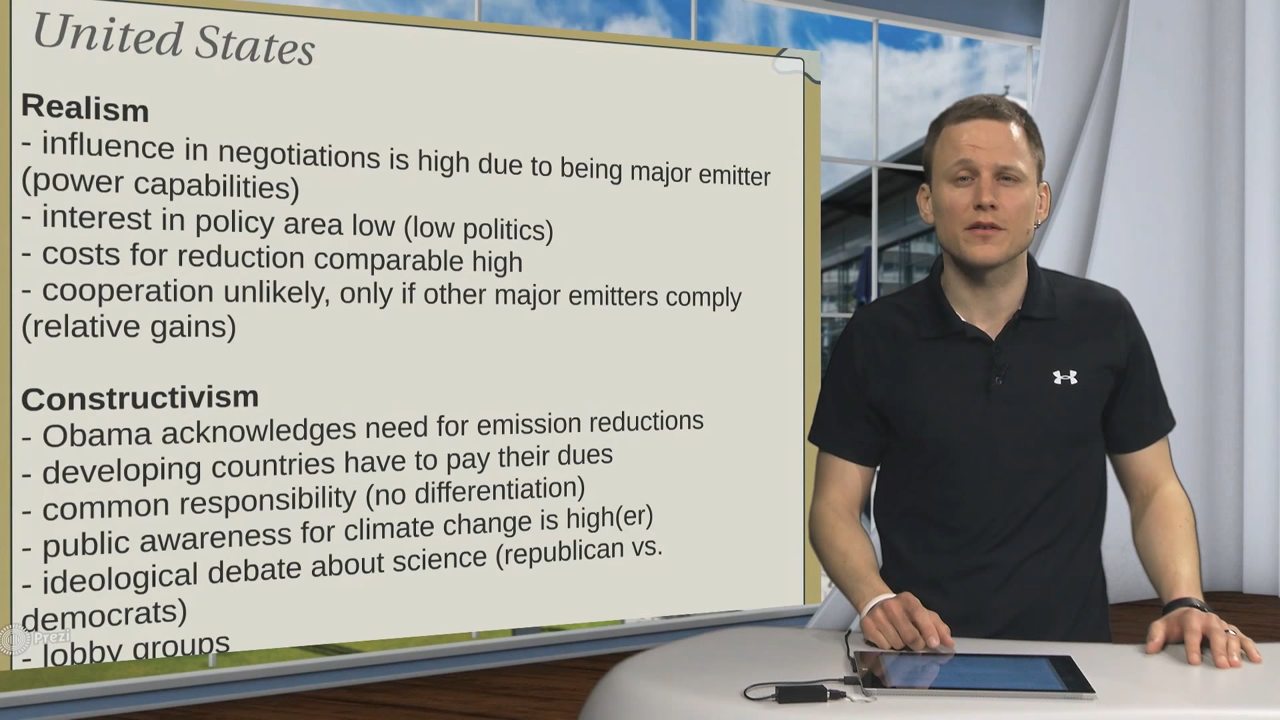 United States
Realism
- influence in negotiations is high due to being major emitter
(power capabilities)
- interest in policy area low (low politics)
- costs for reduction comparable high
- cooperation unlikely, only if other major emitters comply
(relative gains)
Constructivism
- Obama acknowledges need for emission reductions
- developing countries have to pay their dues
- common responsibility (no differentiation)
- public awareness for climate change is high(er)
- ideological debate about science (republican vs.
democrats)
- lobby groups
Prezi